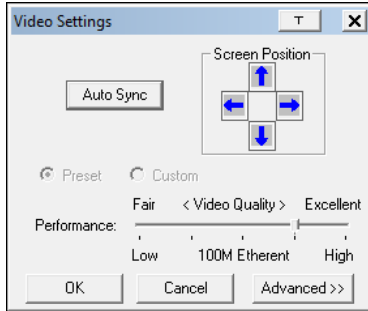 Video Settings
T
X
Screen Position
Auto Sync
Preset
Custom
Fair < Video Quality > Excellent
Performance:
Low 100M Etherent High
OK
Cancel
Advanced >>